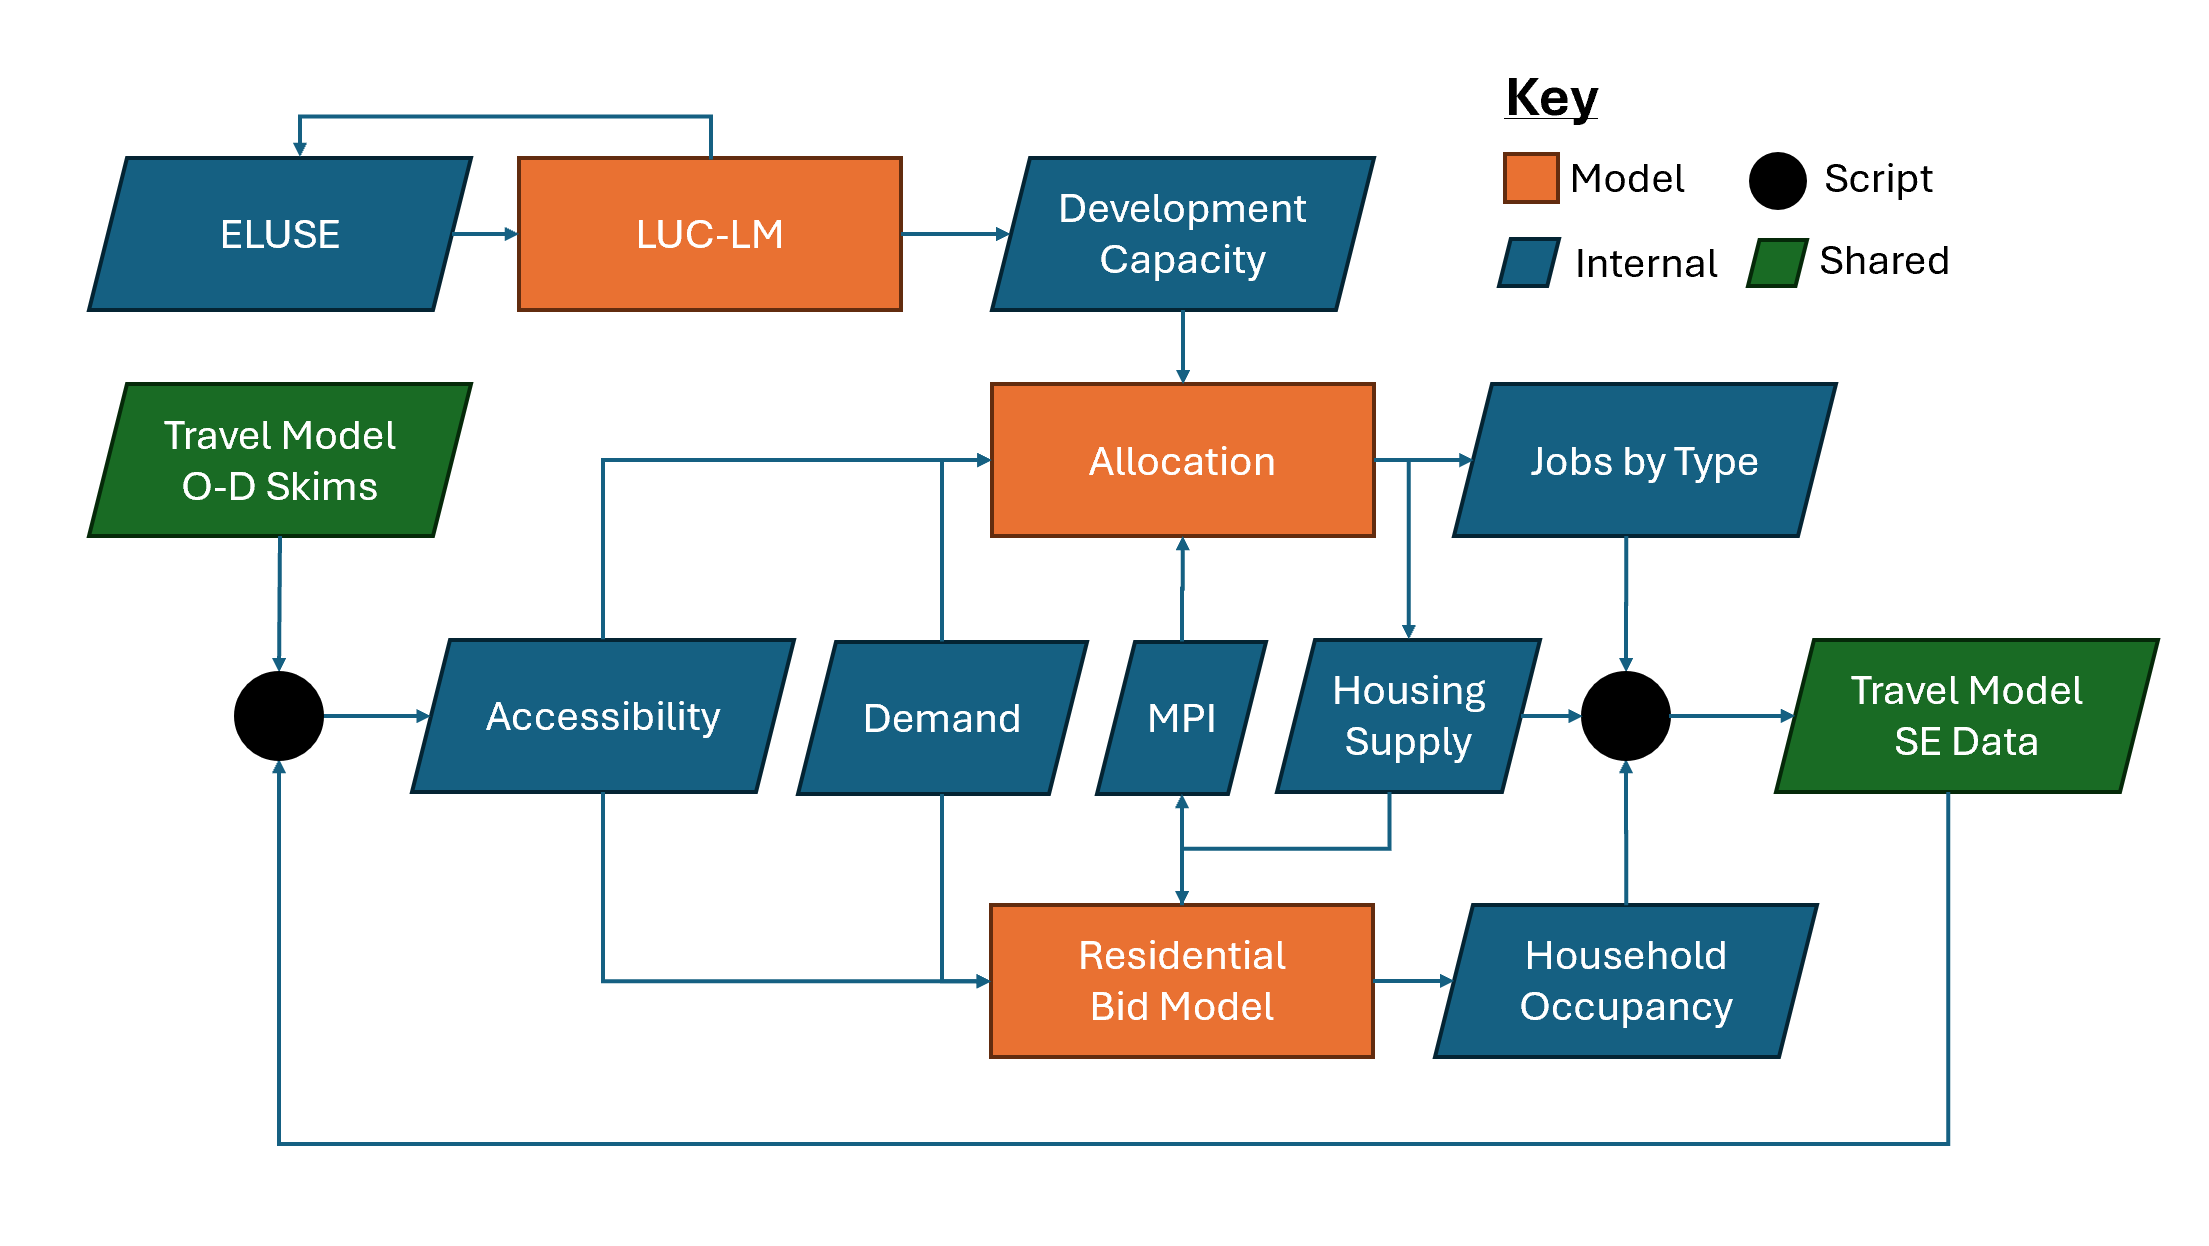 Key
Model
Script
Internal
Shared
ELUSE
LUC-LM
Development
Capacity
Travel Model
O-D Skims
Allocation
Jobs by Type
Accessibility
Demand
MPI
Housing
Supply
Travel Model
SE Data
Residential
Bid Model
Household
Occupancy